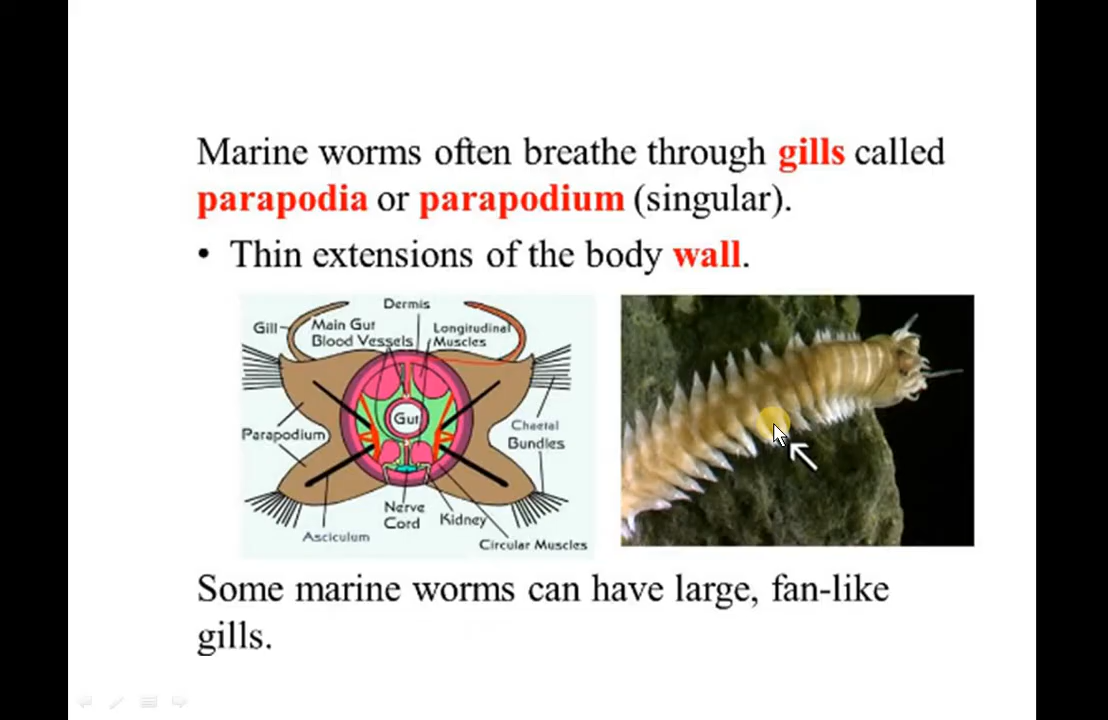 Marine worms often breathe through gills called
parapodia or parapodium (singular).
• Thin extensions of the body wall.
Dermis
Gill
Main Gut
Blood Vessels
Longitudinal
Muscles
Gut
Parapodium
Chaetal
Bundles
Nerve
Cord
Kidney
Asciculum
Circular Muscles
Some marine worms can have large, fan-like
gills.